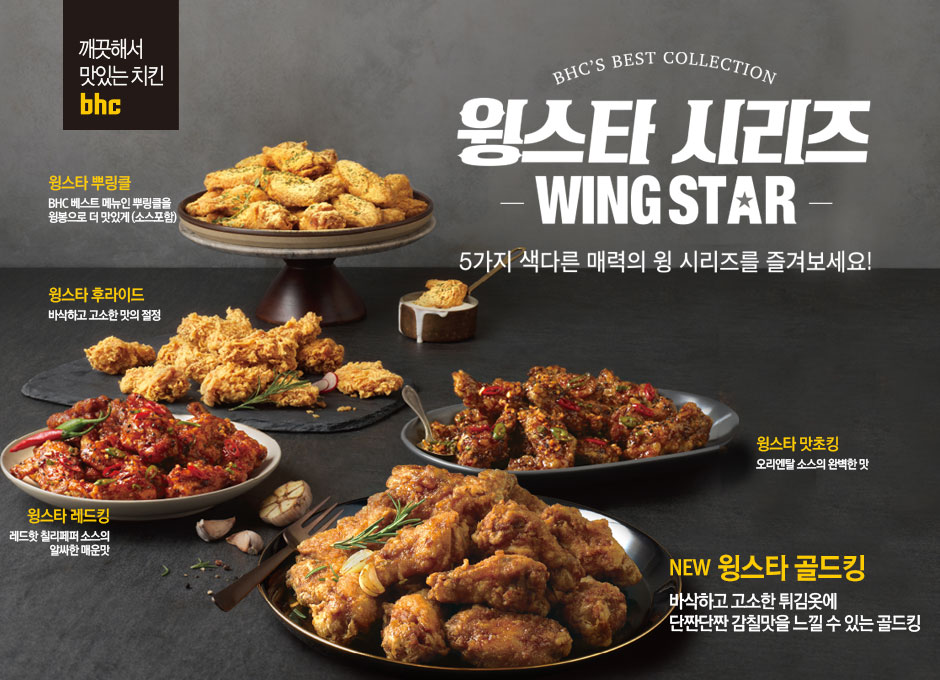 깨끗해서
맛있는 치킨
bhc
BHC'S BEST COLLECTION
윙스타 시리즈
WING STAR
5가지 색다른 매력의 윙 시리즈를 즐겨보세요!
윙스타 뿌링클
BHC 베스트 메뉴인 뿌링클을
윙봉으로 더 맛있게 (소스포함)
윙스타 후라이드
바삭하고 고소한 맛의 절정
윙스타 맛초킹
오리엔탈 소스의 완벽한 맛
윙스타 레드킹
레드핫 칠리페퍼 소스의
알싸한 매운맛
NEW 윙스타 골드킹
바삭하고 고소한 튀김옷에
단짠단짠 감칠맛을 느낄 수 있는 골드킹